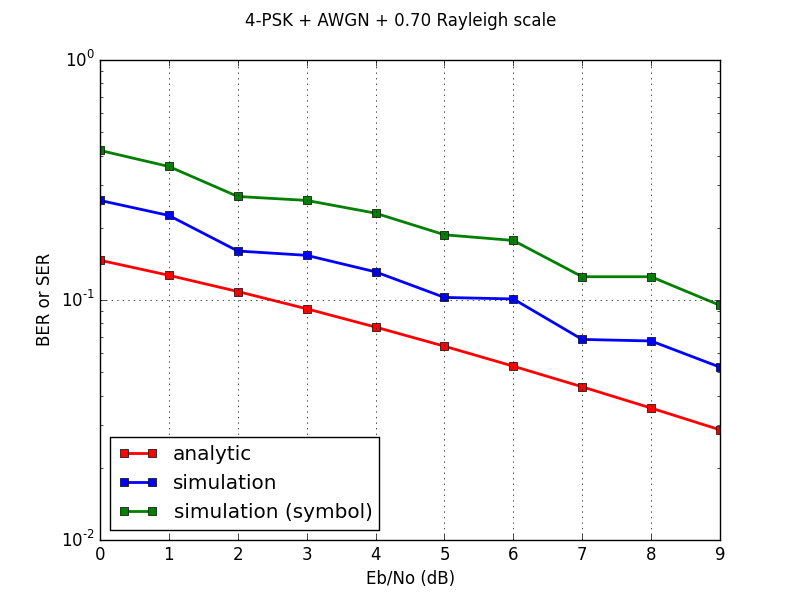 4-PSK + AWGN + 0.70 Rayleigh scale
10^0
10^-1
10^-2
BER or SER
analytic
simulation
simulation (symbol)
0 1 2 3 4 5 6 7 8 9
Eb/No (dB)